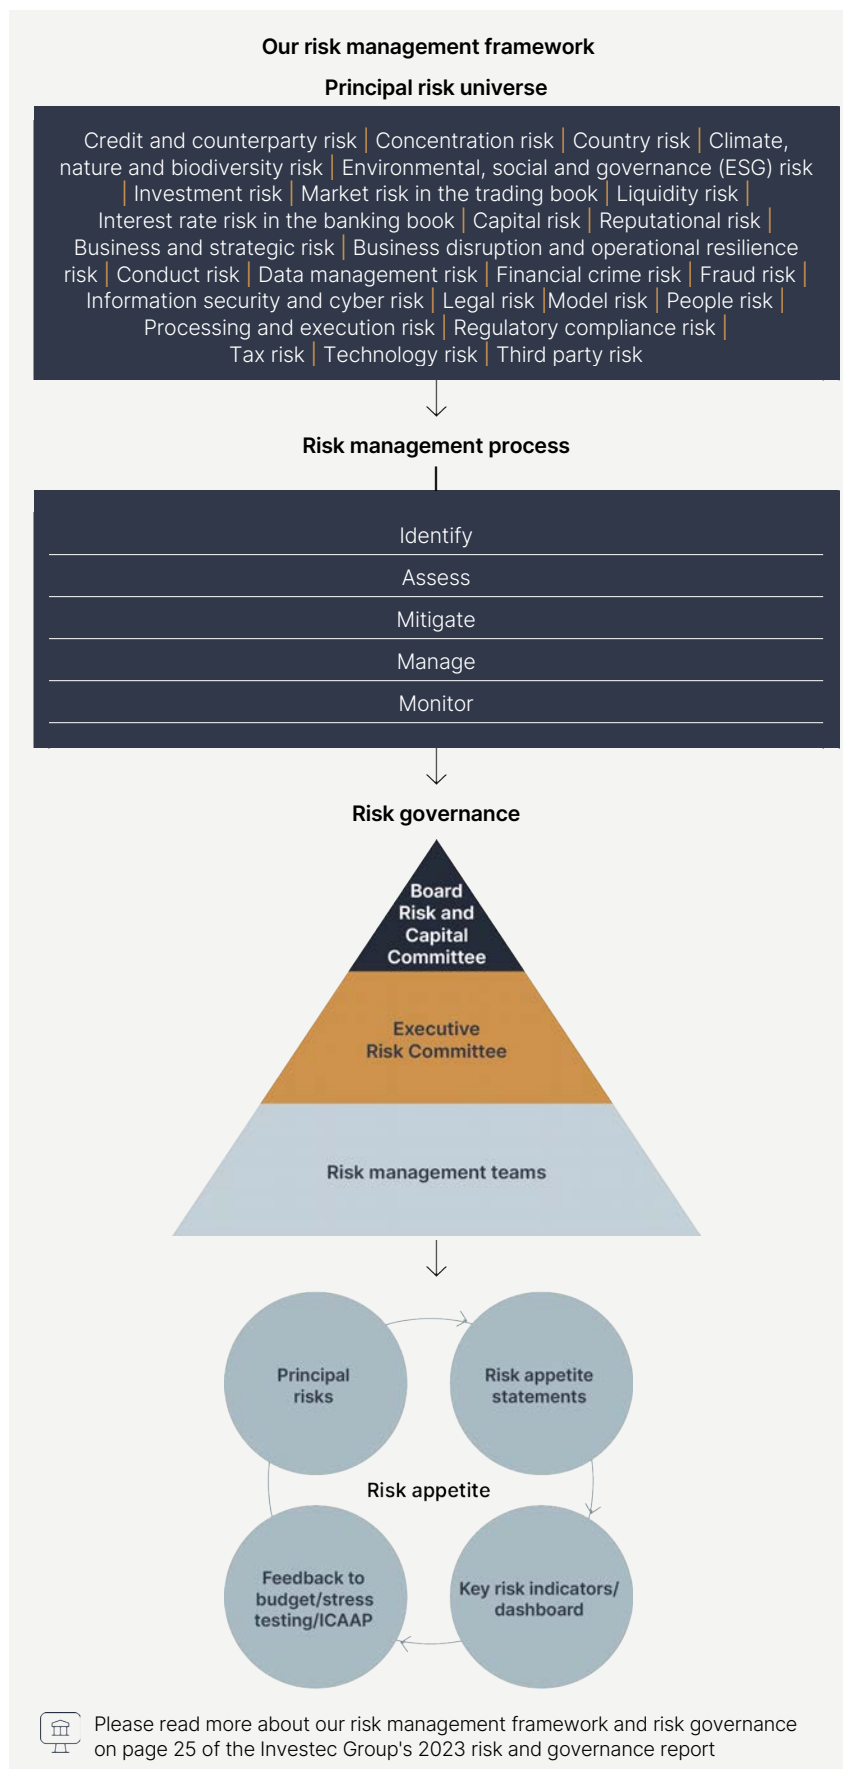 Our risk management framework
Principal risk universe
Credit and counterparty risk | Concentration risk | Country risk | Climate,
nature and biodiversity risk | Environmental, social and governance (ESG) risk
| Investment risk | Market risk in the trading book | Liquidity risk |
Interest rate risk in the banking book | Capital risk | Reputational risk |
Business and strategic risk | Business disruption and operational resilience
risk | Conduct risk | Data management risk | Financial crime risk | Fraud risk |
Information security and cyber risk | Legal risk |Model risk | People risk |
Processing and execution risk | Regulatory compliance risk |
Tax risk | Technology risk | Third party risk
Risk management process
Identify
Assess
Mitigate
Manage
Monitor
Risk governance
Board
Risk and
Capital
Committee
Executive
Risk Committee
Risk management teams
Principal
risks
Risk appetite
statements
Risk appetite
Feedback to
budget/stress
testing/ICAAP
Key risk indicators/
dashboard
Please read more about our risk management framework and risk governance
on page 25 of the Investec Group's 2023 risk and governance report